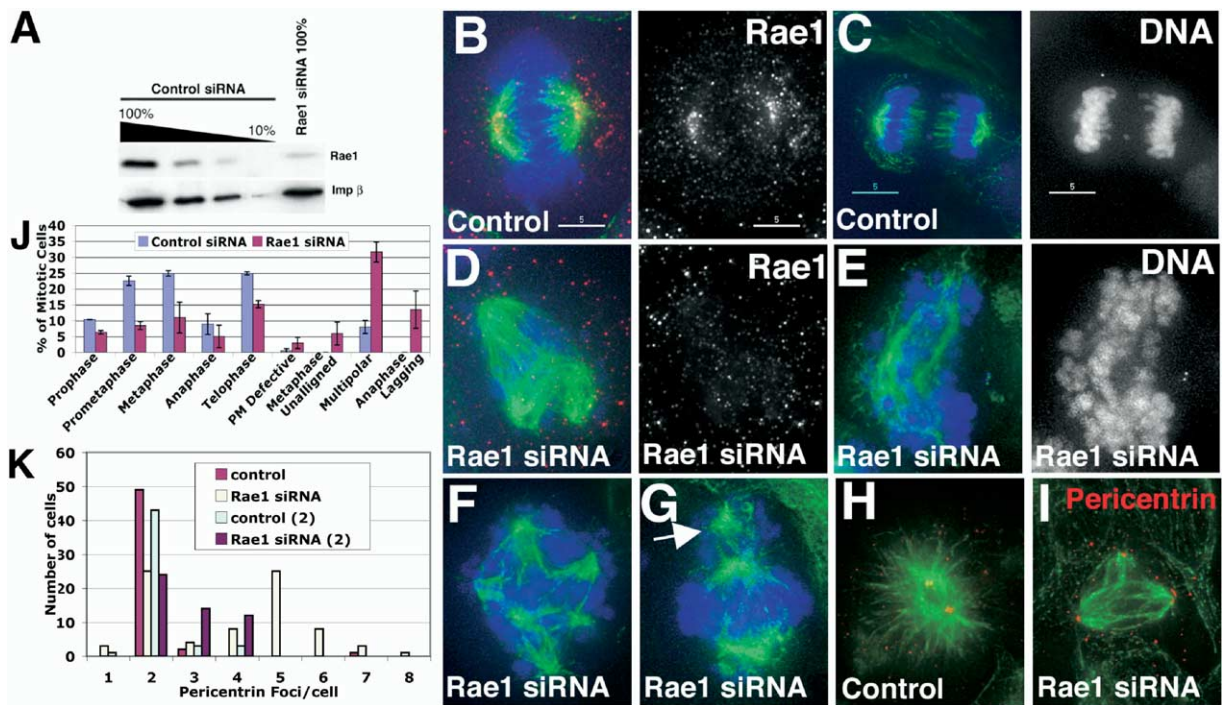 A
Control siRNA
Rae1 siRNA 100%
100%
10%
Rae1
Imp β
B
Control
5
Rae1
5
C
Control
5
DNA
5
D
Rae1 siRNA
Rae1
Rae1 siRNA
E
Rae1 siRNA
DNA
Rae1 siRNA
J
Control siRNA
Rae1 siRNA
% of Mitotic Cells
40
35
30
25
20
15
10
5
0
Prophase
Prometaphase
Metaphase
Anaphase
Telophase
PM Defective
Metaphase
Unalligned
Multipolar
Anaphase
Lagging
K
control
Rae1 siRNA
control (2)
Rae1 siRNA (2)
Number of cells
60
50
40
30
20
10
0
1 2 3 4 5 6 7 8
Pericentrin Foci/cell
F
Rae1 siRNA
G
Rae1 siRNA
H
Control
I
Pericentrin
Rae1 siRNA